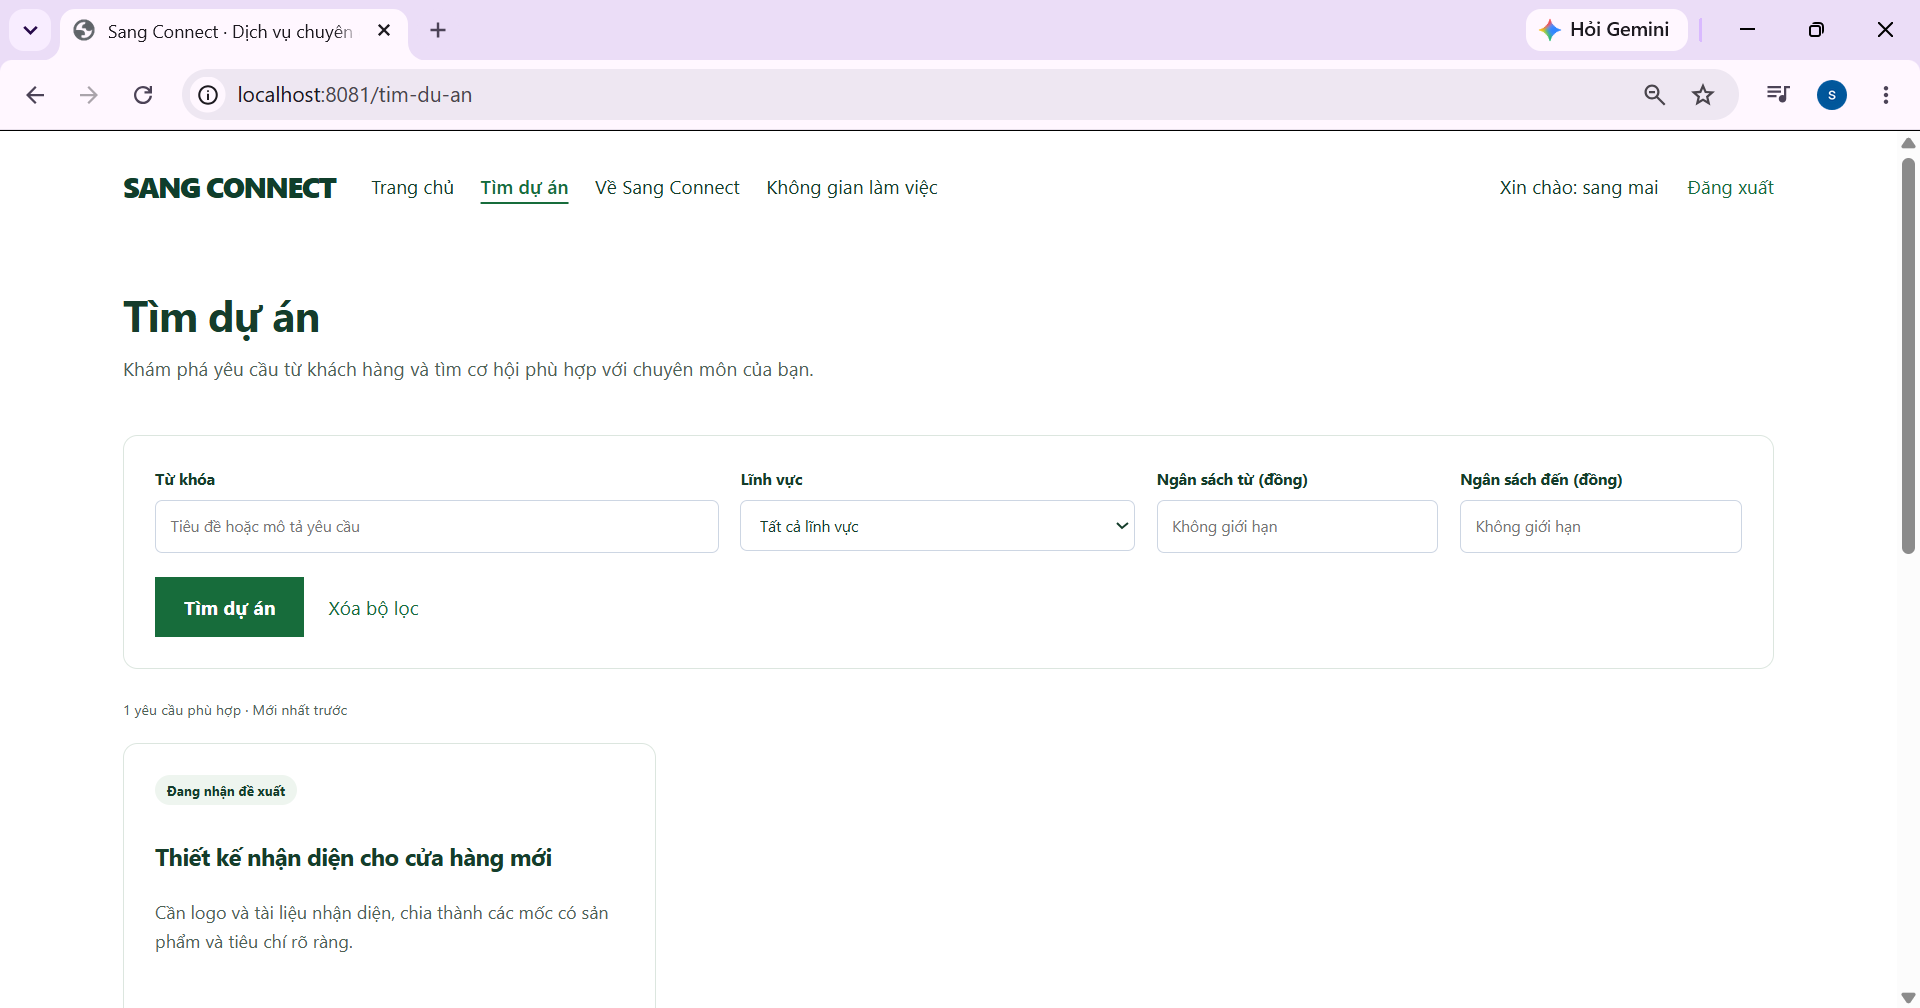 Sang Connect · Dịch vụ chuyên
Hỏi Gemini
localhost:8081/tim-du-an
S
SANG CONNECT
Trang chủ
Tìm dự án
Về Sang Connect
Không gian làm việc
Xin chào: sang mai
Đăng xuất
Tìm dự án
Khám phá yêu cầu từ khách hàng và tìm cơ hội phù hợp với chuyên môn của bạn.
Từ khóa
Lĩnh vực
Ngân sách từ (đồng)
Ngân sách đến (đồng)
Tiêu đề hoặc mô tả yêu cầu
Tất cả lĩnh vực
Không giới hạn
Không giới hạn
Tìm dự án
Xóa bộ lọc
1 yêu cầu phù hợp · Mới nhất trước
Đang nhận đề xuất
Thiết kế nhận diện cho cửa hàng mới
Cần logo và tài liệu nhận diện, chia thành các mốc có sản
phẩm và tiêu chí rõ ràng.